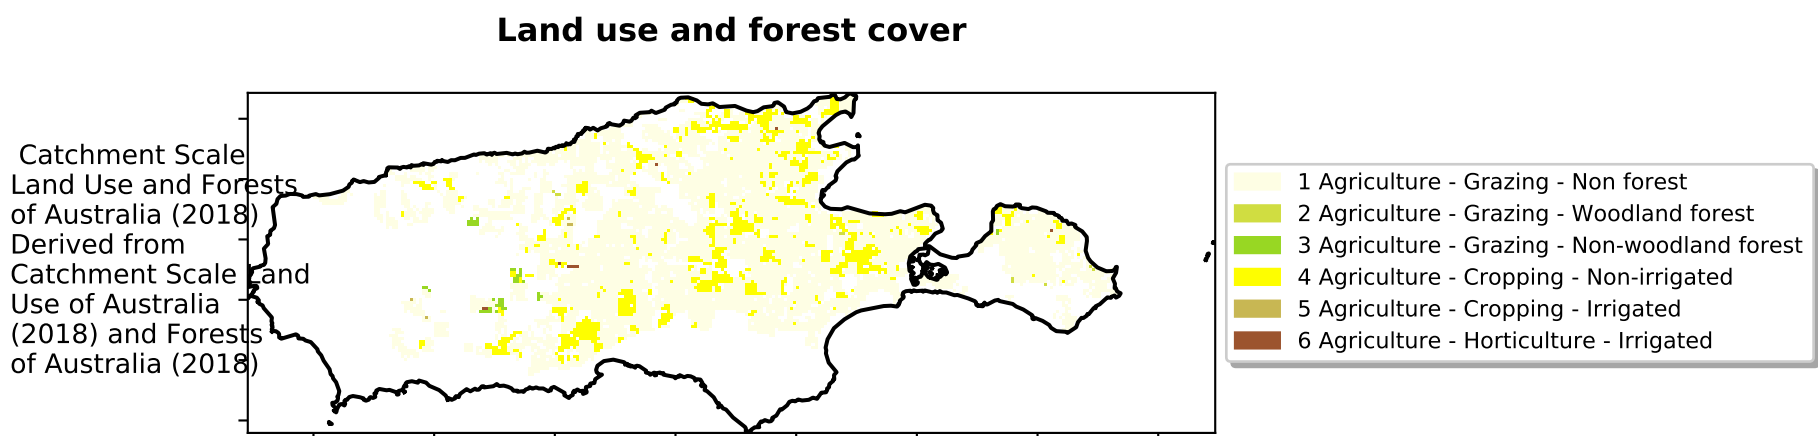 Land use and forest cover
Catchment Scale
Land Use and Forests
of Australia (2018)
Derived from
Catchment Scale Land
Use of Australia
(2018) and Forests
of Australia (2018)
1 Agriculture - Grazing - Non forest
2 Agriculture - Grazing - Woodland forest
3 Agriculture - Grazing - Non-woodland forest
4 Agriculture - Cropping - Non-irrigated
5 Agriculture - Cropping - Irrigated
6 Agriculture - Horticulture - Irrigated